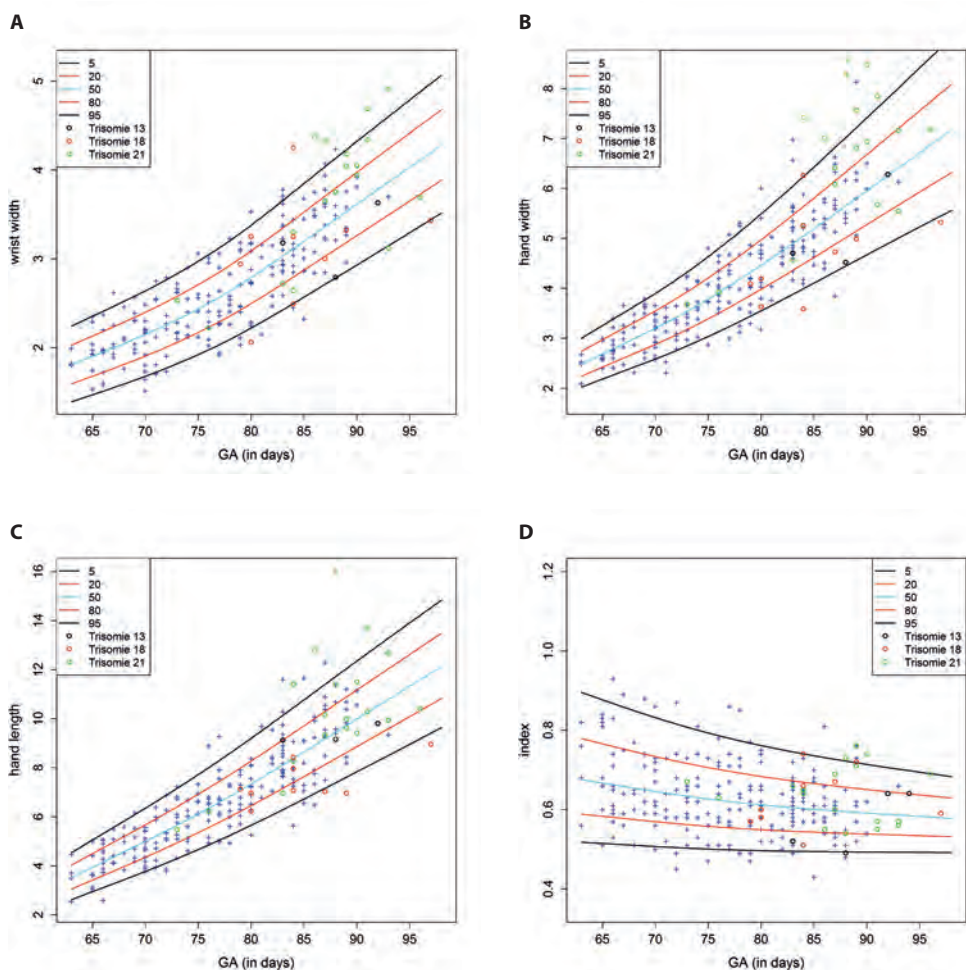 A
5
20
50
80
95
Trisomie 13
Trisomie 18
Trisomie 21
wrist width
5
4
3
2
65 70 75 80 85 90 95
GA (in days)
B
5
20
50
80
95
Trisomie 13
Trisomie 18
Trisomie 21
hand width
8
7
6
5
4
3
2
65 70 75 80 85 90 95
GA (in days)
C
5
20
50
80
95
Trisomie 13
Trisomie 18
Trisomie 21
hand length
16
14
12
10
8
6
4
2
65 70 75 80 85 90 95
GA (in days)
D
5
20
50
80
95
Trisomie 13
Trisomie 18
Trisomie 21
index
1.2
1.0
0.8
0.6
0.4
65 70 75 80 85 90 95
GA (in days)